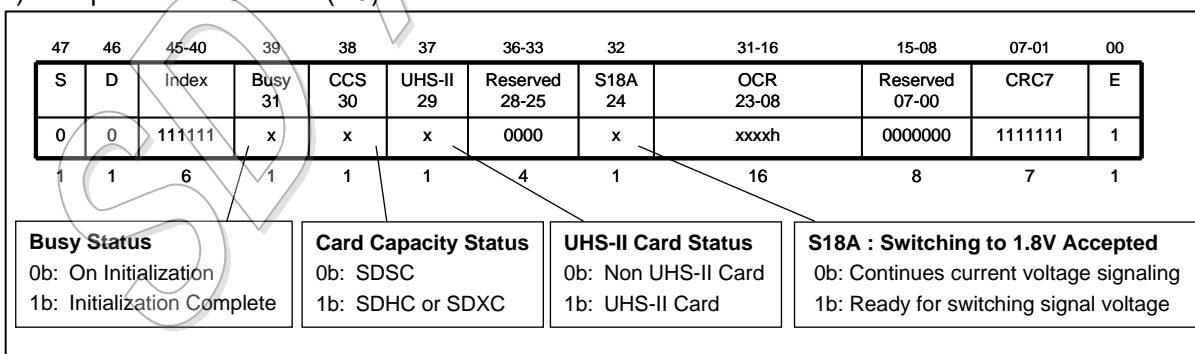 47 46 45-40 39 38 37 36-33 32 31-16 15-08 07-01 00
S D Index Busy CCS UHS-II Reserved S18A OCR Reserved CRC7 E
31 30 29 28-25 24 23-08 07-00
0 0 111111 x x x 0000 x xxxxh 0000000 1111111 1
1 1 6 1 1 1 4 1 16 8 7 1
Busy Status
0b: On Initialization
1b: Initialization Complete
Card Capacity Status
0b: SDSC
1b: SDHC or SDXC
UHS-II Card Status
0b: Non UHS-II Card
1b: UHS-II Card
S18A : Switching to 1.8V Accepted
0b: Continues current voltage signaling
1b: Ready for switching signal voltage